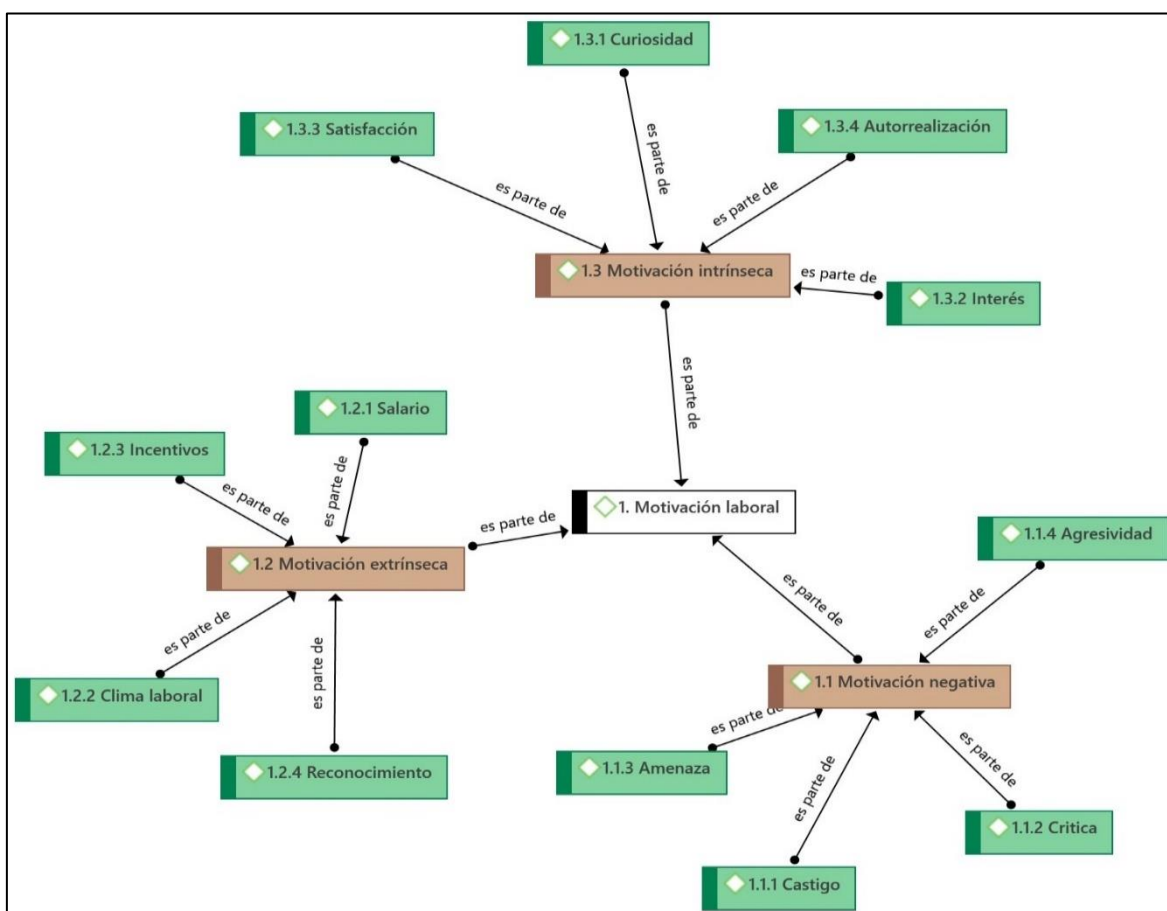 1.3.1 Curiosidad
1.3.3 Satisfacción
1.3.4 Autorrealización
es parte de
es parte de
es parte de
1.3 Motivación intrínseca
es parte de
1.3.2 Interés
es parte de
1.2.1 Salario
1.2.3 Incentivos
es parte de
es parte de
1. Motivación laboral
es parte de
1.2 Motivación extrínseca
1.1.4 Agresividad
es parte de
es parte de
es parte de
es parte de
1.2.2 Clima laboral
1.1 Motivación negativa
es parte de
1.2.4 Reconocimiento
1.1.3 Amenaza
es parte de
es parte de
1.1.2 Critica
1.1.1 Castigo